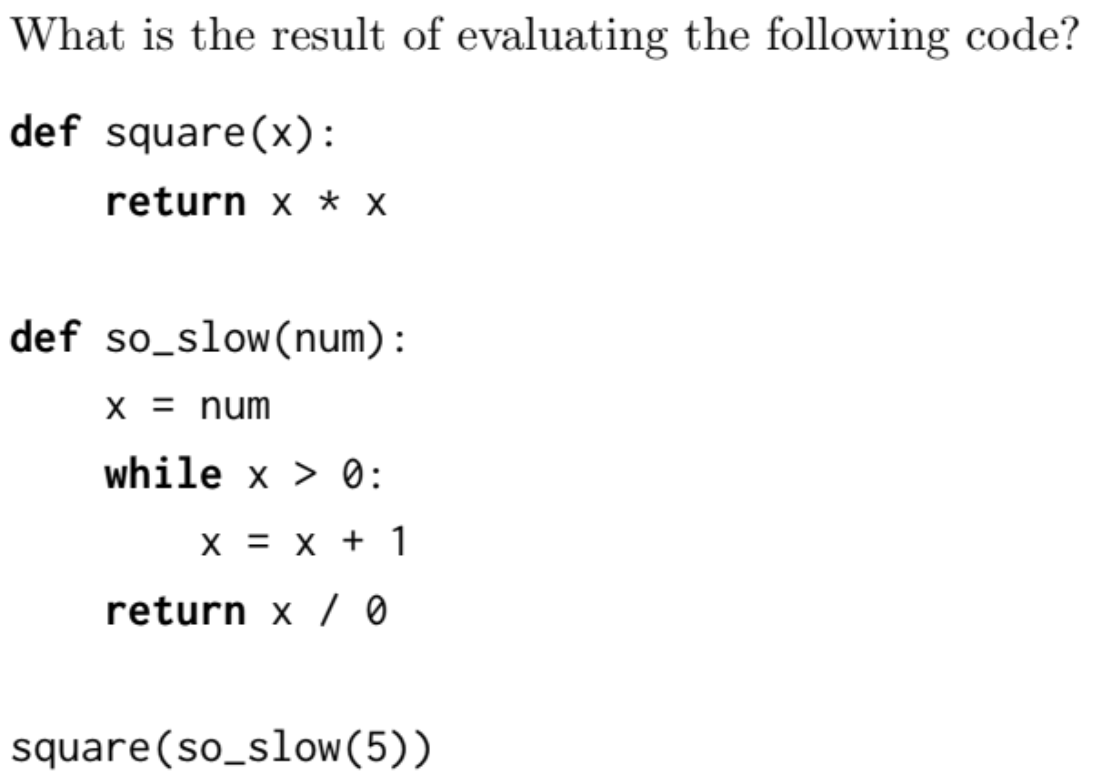 What is the result of evaluating the following code?
def square(x):
    return x * x
def so_slow(num):
    x = num
    while x > 0:
        x = x + 1
    return x / 0
square(so_slow(5))